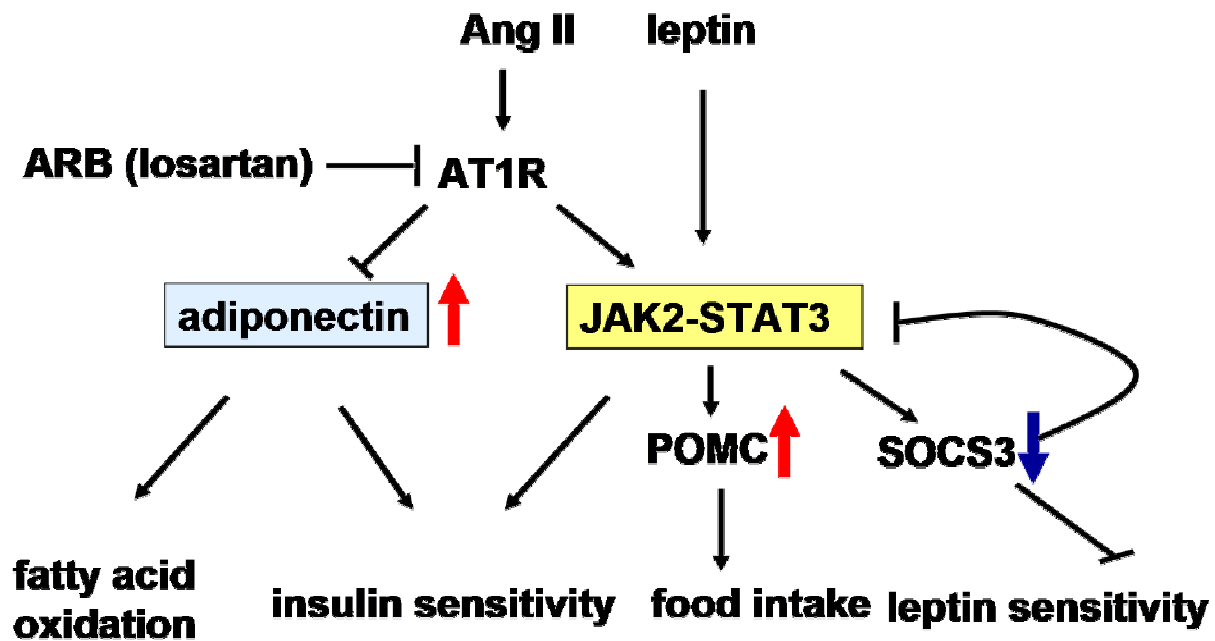 Ang II
leptin
ARB (losartan)
AT1R
adiponectin
JAK2-STAT3
POMC
SOCS3
fatty acid
oxidation
insulin sensitivity
food intake
leptin sensitivity